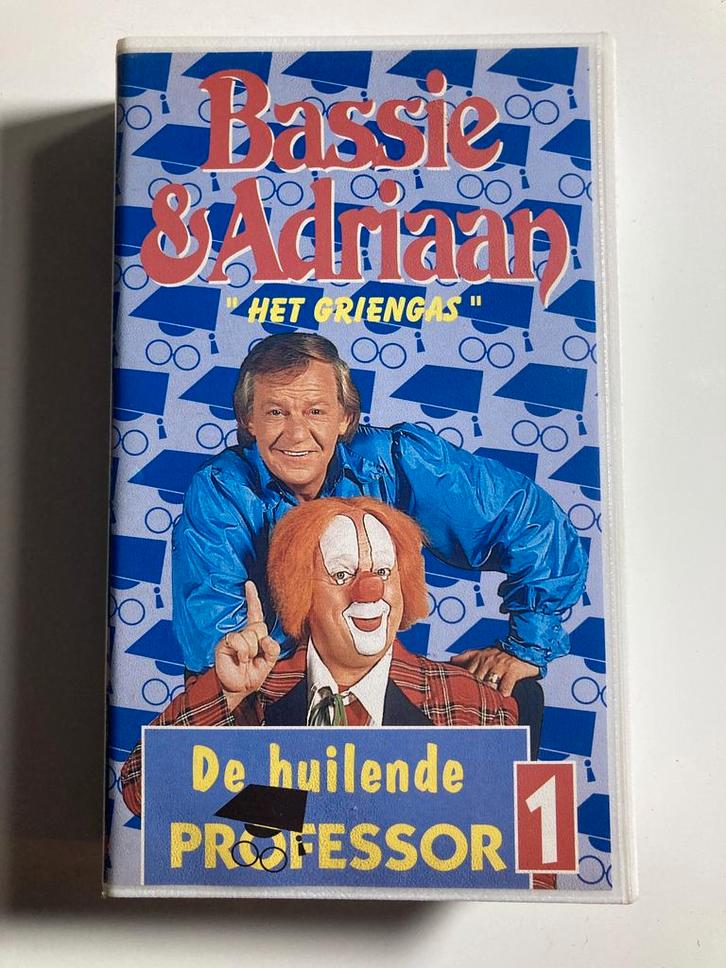 Bassie
& Adriaan
" HET GRIENGAS "
De huilende
PROFESSOR
1